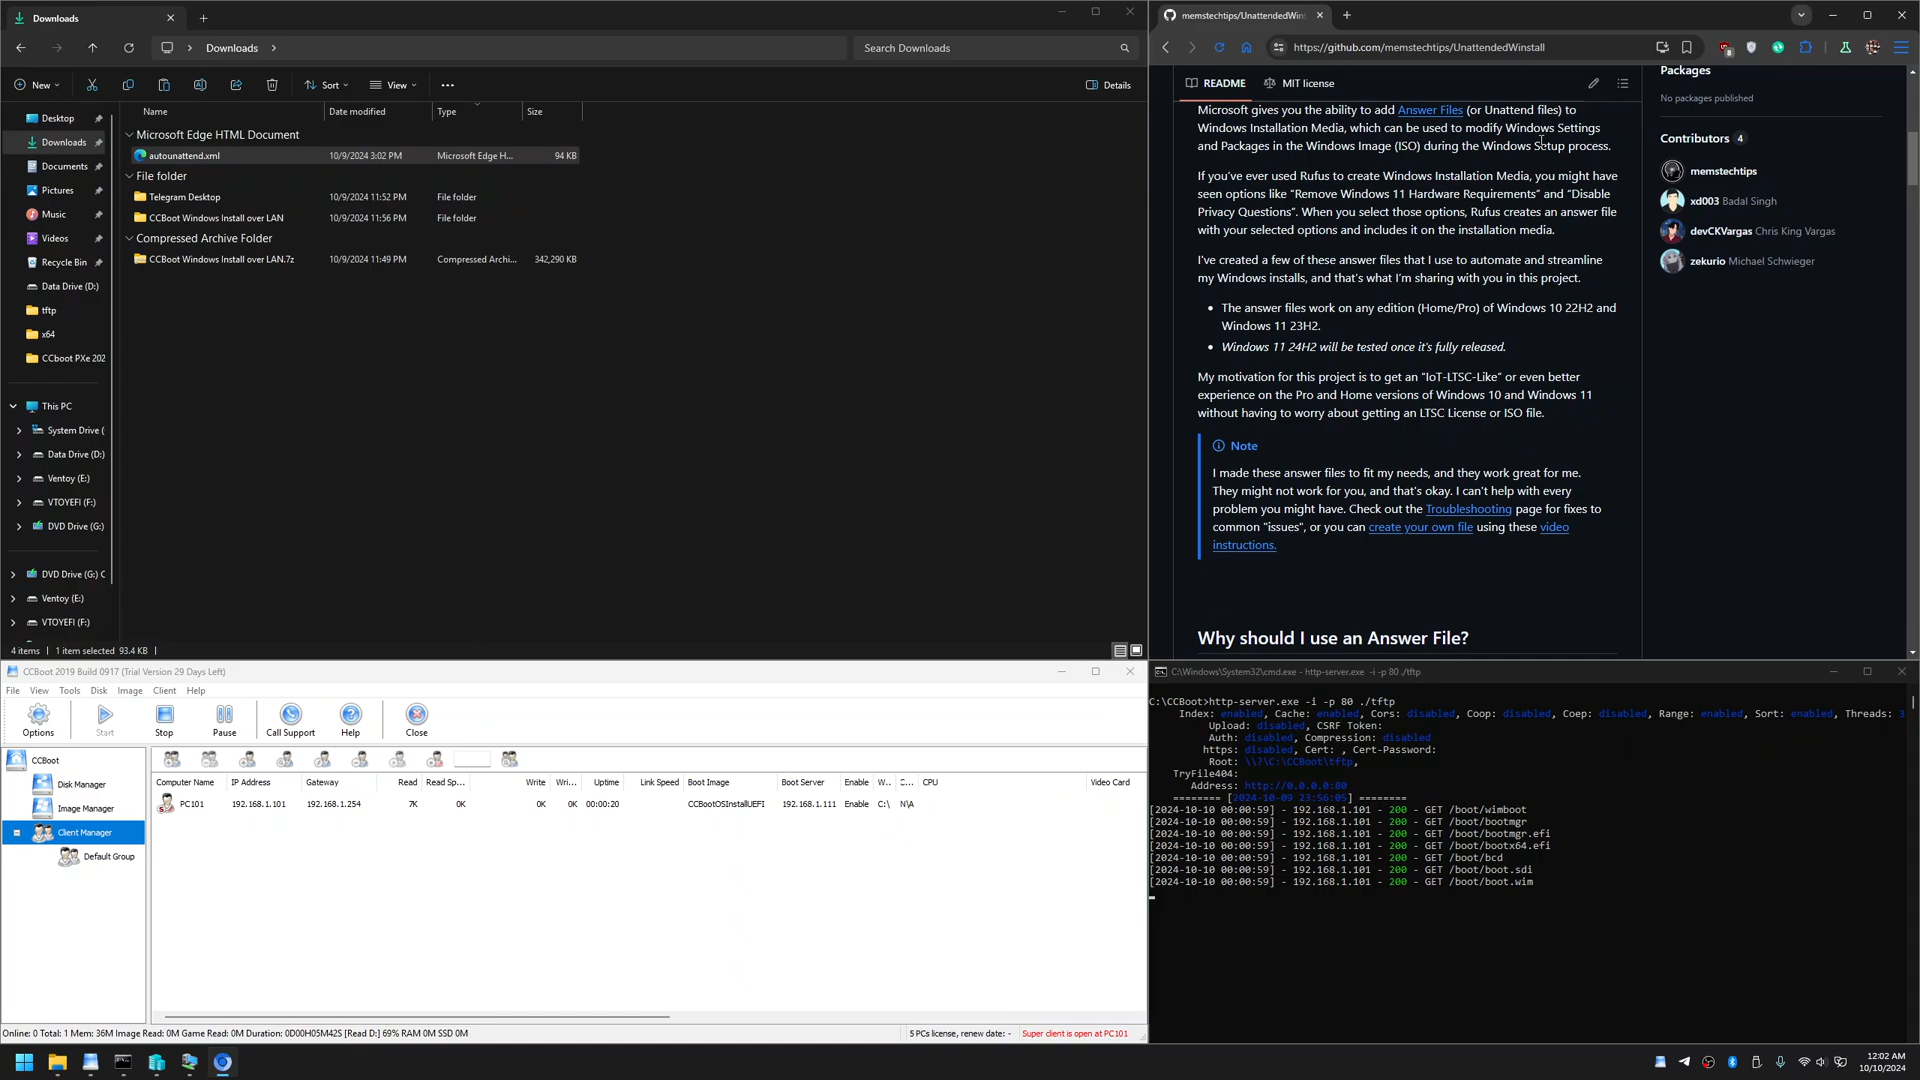 Downloads
Downloads
Search Downloads
New
Sort
View
Details
Name
Date modified
Type
Size
Desktop
Downloads
Documents
Pictures
Music
Videos
Recycle Bin
Data Drive (D:)
tftp
x64
CCboot PXe 202
This PC
System Drive (
Data Drive (D:)
Ventoy (E:)
VTOYEFI (F:)
DVD Drive (G:)
DVD Drive (G:) C
Ventoy (E:)
VTOYEFI (F:)
Microsoft Edge HTML Document
autounattend.xml 10/9/2024 3:02 PM Microsoft Edge H... 94 KB
File folder
Telegram Desktop 10/9/2024 11:52 PM File folder
CCBoot Windows Install over LAN 10/9/2024 11:56 PM File folder
Compressed Archive Folder
CCBoot Windows Install over LAN.7z 10/9/2024 11:49 PM Compressed Archi... 342,290 KB
4 items 1 item selected 93.4 KB
memstechtips/UnattendedWins
https://github.com/memstechtips/UnattendedWinstall
README
MIT license
Microsoft gives you the ability to add Answer Files (or Unattend files) to
Windows Installation Media, which can be used to modify Windows Settings
and Packages in the Windows Image (ISO) during the Windows Setup process.
If you've ever used Rufus to create Windows Installation Media, you might have
seen options like “Remove Windows 11 Hardware Requirements” and “Disable
Privacy Questions”. When you select those options, Rufus creates an answer file
with your selected options and includes it on the installation media.
I've created a few of these answer files that I use to automate and streamline
my Windows installs, and that's what I'm sharing with you in this project.
• The answer files work on any edition (Home/Pro) of Windows 10 22H2 and
Windows 11 23H2.
• Windows 11 24H2 will be tested once it's fully released.
My motivation for this project is to get an “IoT-LTSC-Like” or even better
experience on the Pro and Home versions of Windows 10 and Windows 11
without having to worry about getting an LTSC License or ISO file.
Note
I made these answer files to fit my needs, and they work great for me.
They might not work for you, and that's okay. I can't help with every
problem you might have. Check out the Troubleshooting page for fixes to
common "issues", or you can create your own file using these video
instructions.
Why should I use an Answer File?
Packages
No packages published
Contributors 4
memstechtips
xd003 Badal Singh
devCKVargas Chris King Vargas
zekurio Michael Schwieger
CCBoot 2019 Build 0917 (Trial Version 29 Days Left)
File View Tools Disk Image Client Help
Options Start Stop Pause Call Support Help Close
CCBoot
Disk Manager
Image Manager
Client Manager
Default Group
Computer Name IP Address Gateway Read Read Sp... Write Wri... Uptime Link Speed Boot Image Boot Server Enable W... C... CPU Video Card
PC101 192.168.1.101 192.168.1.254 7K 0K 0K 0K 00:00:20 CCBootOSInstallUEFI 192.168.1.111 Enable C:\ N\A
Online: 0 Total: 1 Mem: 36M Image Read: 0M Game Read: 0M Duration: 0D00H05M42S [Read D:] 69% RAM 0M SSD 0M
5 PCs license, renew date: -
Super client is open at PC101
C:\Windows\System32\cmd.exe - http-server.exe -i -p 80 ./tftp
C:\CCBoot>http-server.exe -i -p 80 ./tftp
Index: enabled, Cache: enabled, Cors: disabled, Coop: disabled, Coep: disabled, Range: enabled, Sort: enabled, Threads: 3
Upload: disabled, CSRF Token:
Auth: disabled, Compression: disabled
https: disabled, Cert: , Cert-Password:
Root: \\?\C:\CCBoot\tftp,
TryFile404:
Address: http://0.0.0.0:80
======== [2024-10-09 23:56:05] ========
[2024-10-10 00:00:59] - 192.168.1.101 - 200 - GET /boot/wimboot
[2024-10-10 00:00:59] - 192.168.1.101 - 200 - GET /boot/bootmgr
[2024-10-10 00:00:59] - 192.168.1.101 - 200 - GET /boot/bootmgr.efi
[2024-10-10 00:00:59] - 192.168.1.101 - 200 - GET /boot/bootx64.efi
[2024-10-10 00:00:59] - 192.168.1.101 - 200 - GET /boot/bcd
[2024-10-10 00:00:59] - 192.168.1.101 - 200 - GET /boot/boot.sdi
[2024-10-10 00:00:59] - 192.168.1.101 - 200 - GET /boot/boot.wim
12:02 AM
10/10/2024